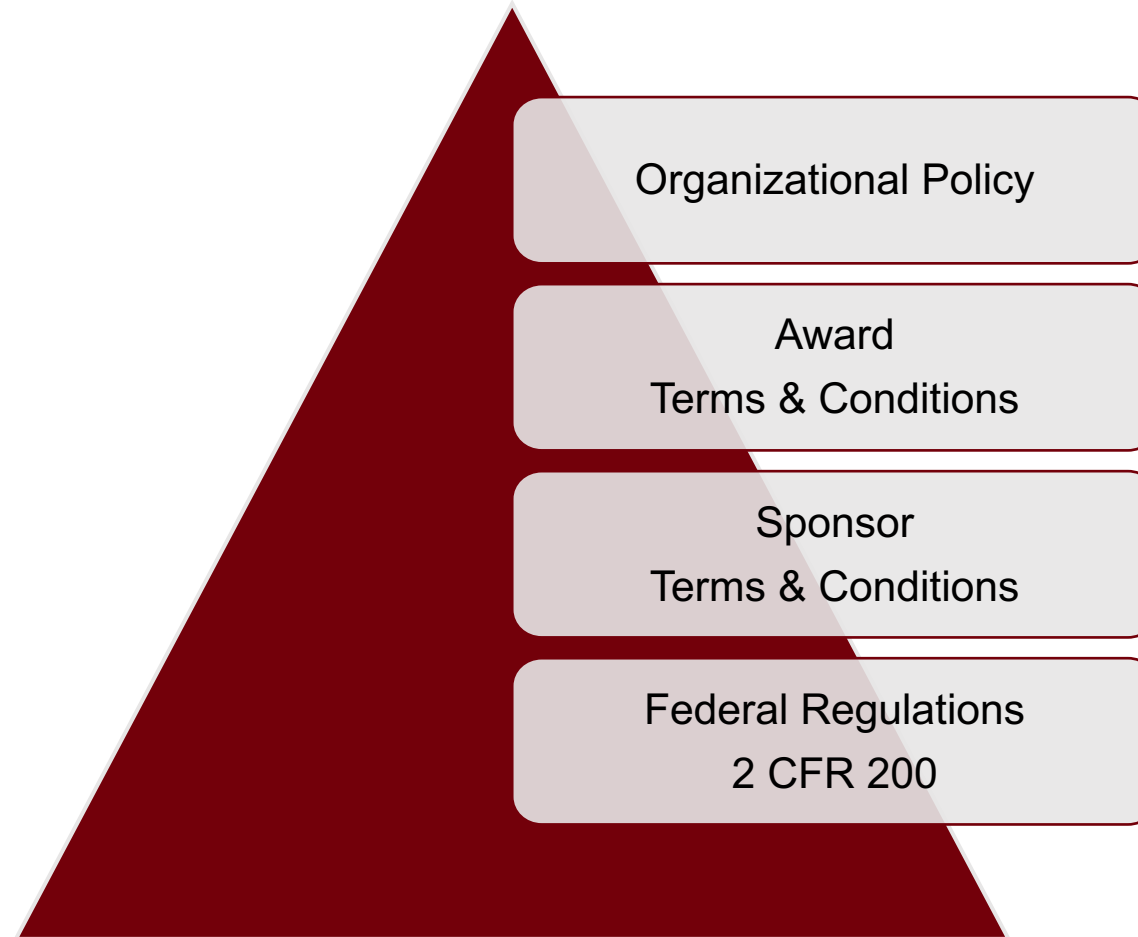 Organizational Policy
Award
Terms & Conditions
Sponsor
Terms & Conditions
Federal Regulations
2 CFR 200